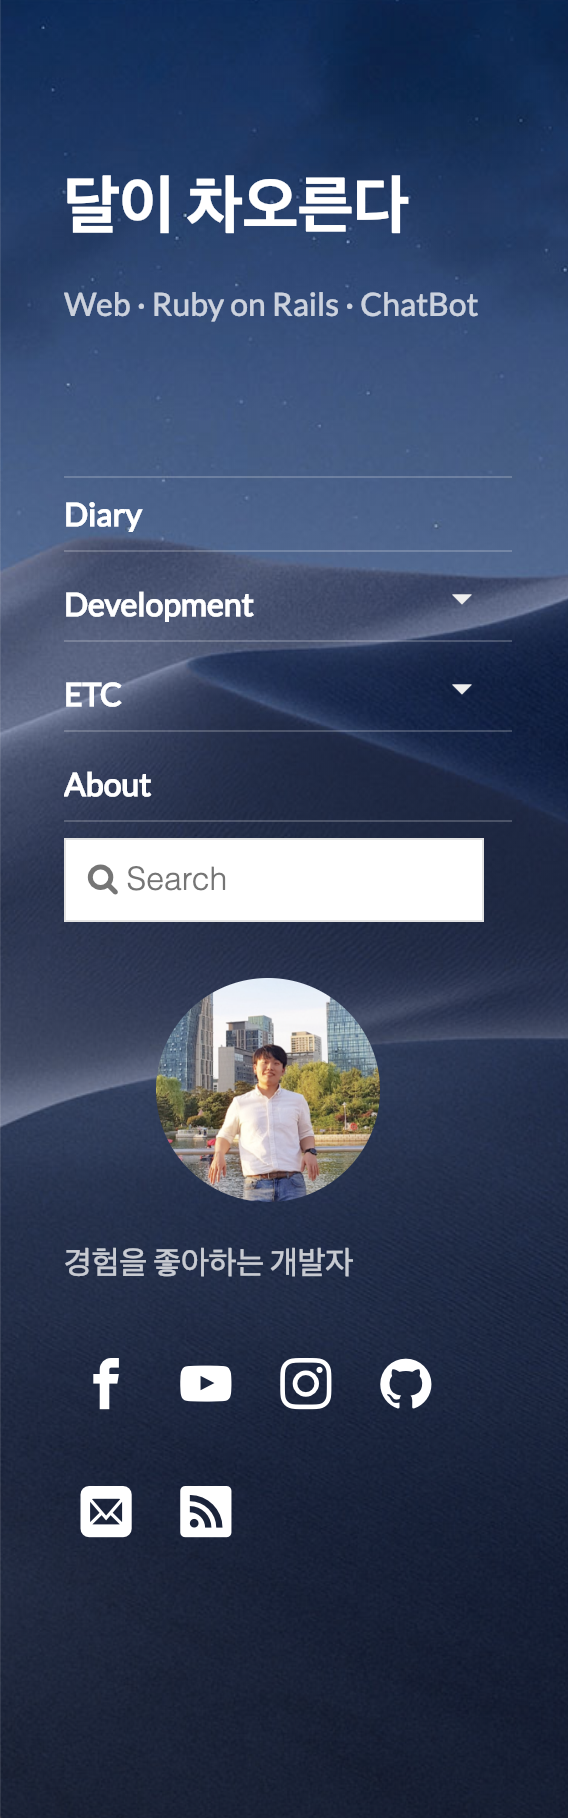 달이 차오른다
Web · Ruby on Rails · ChatBot
Diary
Development
ETC
About
Search
경험을 좋아하는 개발자